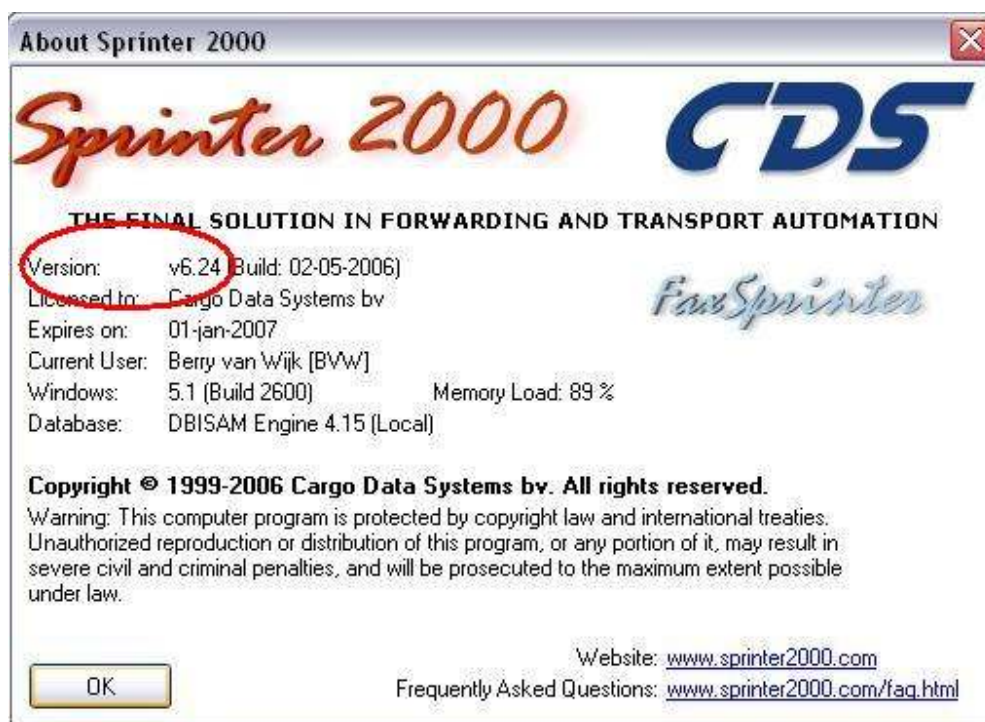 About Sprinter 2000
Sprinter 2000 CDS
THE FINAL SOLUTION IN FORWARDING AND TRANSPORT AUTOMATION
Version: v6.24 (Build: 02-05-2006)
Licensed to: Cargo Data Systems bv
FaxSprinter
Expires on: 01-jan-2007
Current User: Berry van Wijk [BVW]
Windows: 5.1 (Build 2600) Memory Load: 89 %
Database: DBISAM Engine 4.15 (Local)
Copyright © 1999-2006 Cargo Data Systems bv. All rights reserved.
Warning: This computer program is protected by copyright law and international treaties.
Unauthorized reproduction or distribution of this program, or any portion of it, may result in
severe civil and criminal penalties, and will be prosecuted to the maximum extent possible
under law.
Website: www.sprinter2000.com
OK
Frequently Asked Questions: www.sprinter2000.com/faq.html